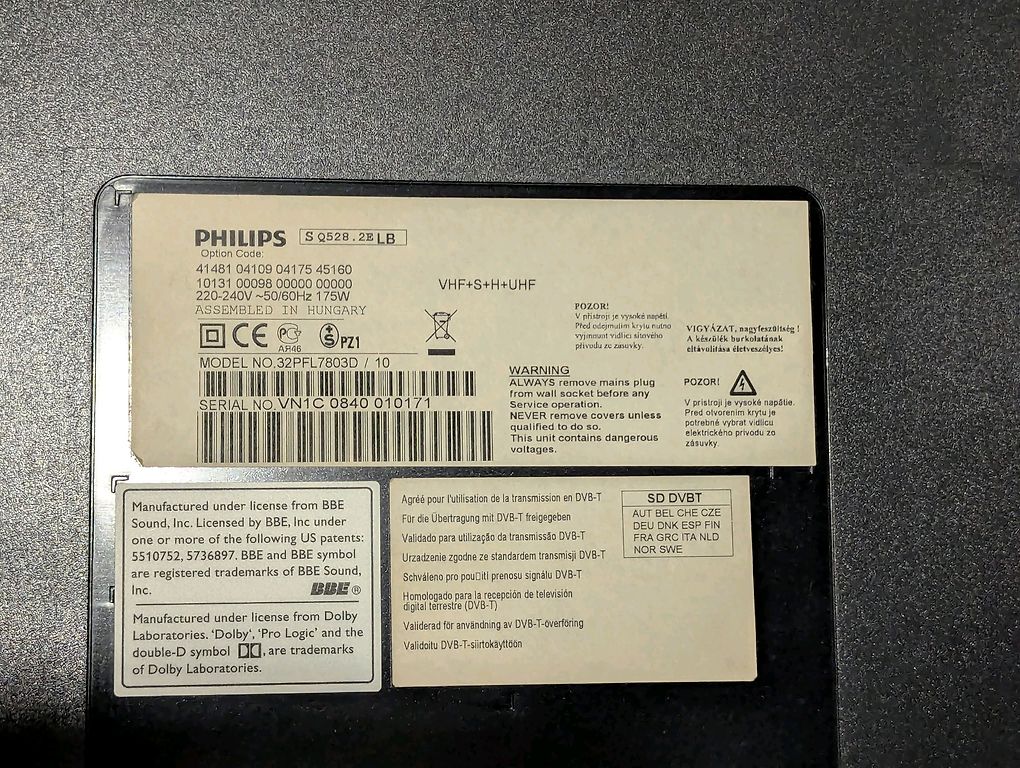 PHILIPS SQ528.2E LB
Option Code:
41481 04109 04175 45160
10131 00098 00000 00000
220-240V ~50/60Hz 175W
ASSEMBLED IN HUNGARY
CE
АЯ46
PZ1
MODEL NO.32PFL7803D / 10
SERIAL NO.VN1C 0840 010171
VHF+S+H+UHF
POZOR!
V přístroji je vysoké napětí.
Před odejmutím krytu nutno
vyjmout vidlici síťového
přívodu ze zásuvky.
VIGYÁZAT, nagyfeszültség !
A készülék burkolatának
eltávolítása életveszélyes!
WARNING
ALWAYS remove mains plug
from wall socket before any
Service operation.
NEVER remove covers unless
qualified to do so.
This unit contains dangerous
voltages.
POZOR!
V pristroji je vysoké napätie.
Pred otvorenim krytu je
potrebné vybrat vidlicu
elektrického privodu zo
zásuvky.
Manufactured under license from BBE
Sound, Inc. Licensed by BBE, Inc under
one or more of the following US patents:
5510752, 5736897. BBE and BBE symbol
are registered trademarks of BBE Sound,
Inc.
BBE ®
Manufactured under license from Dolby
Laboratories. 'Dolby', 'Pro Logic' and the
double-D symbol , are trademarks
of Dolby Laboratories.
Agréé pour l'utilisation de la transmission en DVB-T
Für die Übertragung mit DVB-T freigegeben
Validado para utilização da transmissão DVB-T
Urzadzenie zgodne ze standardem transmisji DVB-T
Schváleno pro pou□ití prenosu signálu DVB-T
Homologado para la recepción de televisión
digital terrestre (DVB-T)
Validerad för användning av DVB-T-överföring
Validoitu DVB-T-siirtokäyttöön
SD DVBT
AUT BEL CHE CZE
DEU DNK ESP FIN
FRA GRC ITA NLD
NOR SWE